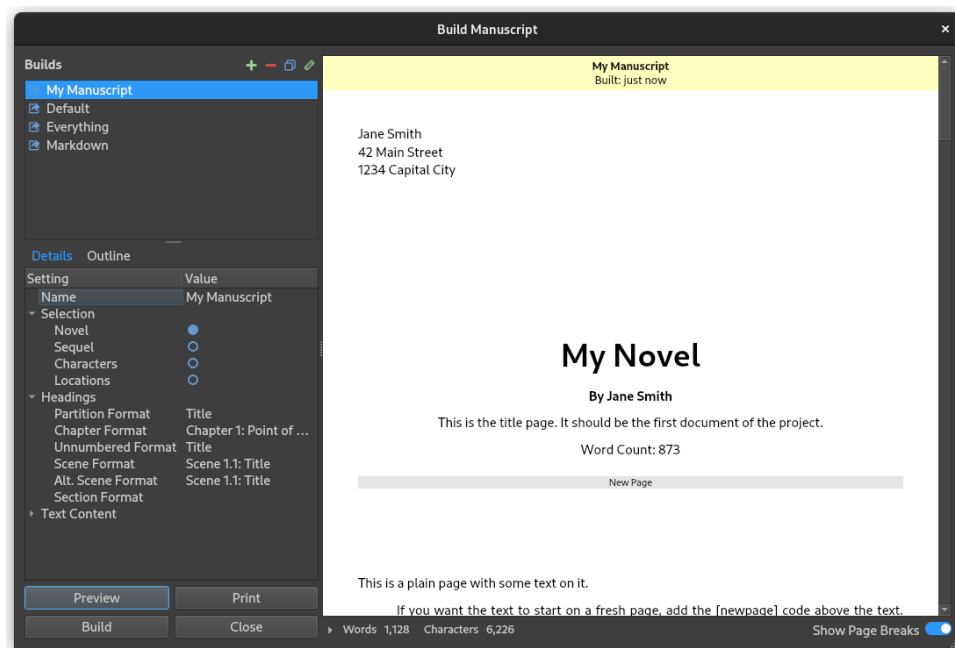 Build Manuscript
Builds
My Manuscript
Default
Everything
Markdown
Details Outline
Setting Value
Name My Manuscript
Selection
Novel
Sequel
Characters
Locations
Headings
Partition Format Title
Chapter Format Chapter 1: Point of ...
Unnumbered Format Title
Scene Format Scene 1.1: Title
Alt. Scene Format Scene 1.1: Title
Section Format
Text Content
Preview Print
Build Close
My Manuscript
Built: just now
Jane Smith
42 Main Street
1234 Capital City
My Novel
By Jane Smith
This is the title page. It should be the first document of the project.
Word Count: 873
New Page
This is a plain page with some text on it.
If you want the text to start on a fresh page, add the [newpage] code above the text.
Words 1,128 Characters 6,226
Show Page Breaks